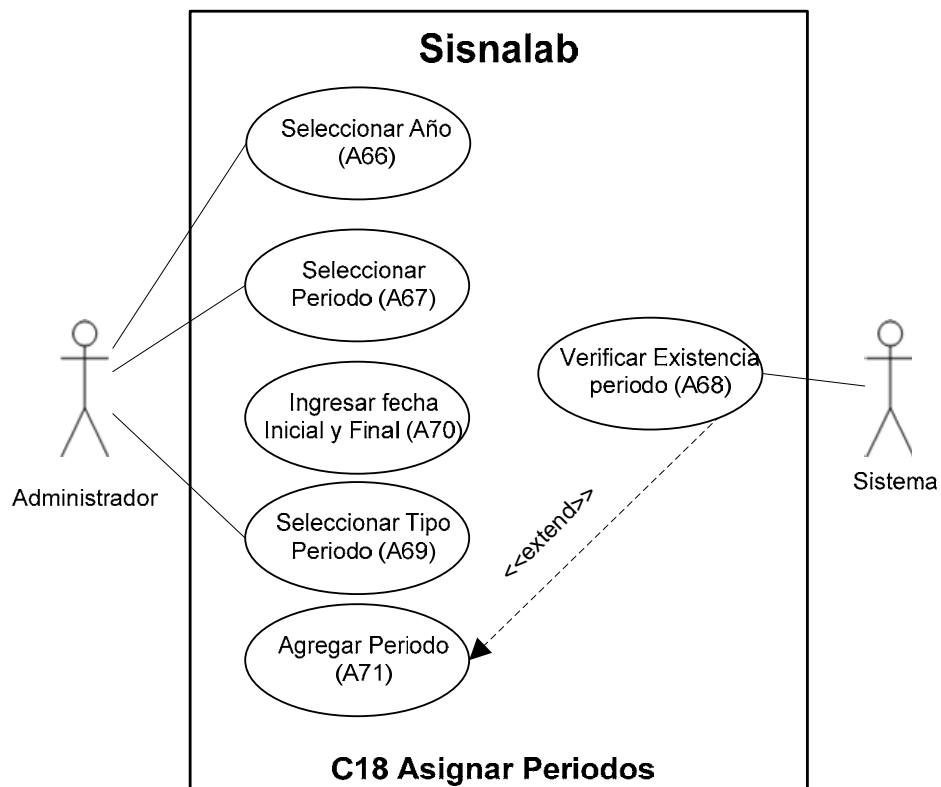 Sisnalab
Seleccionar Año
(A66)
Seleccionar
Periodo (A67)
Verificar Existencia
periodo (A68)
Ingresar fecha
Inicial y Final (A70)
Administrador
Sistema
Seleccionar Tipo
Periodo (A69)
<<extend>>
Agregar Periodo
(A71)
C18 Asignar Periodos